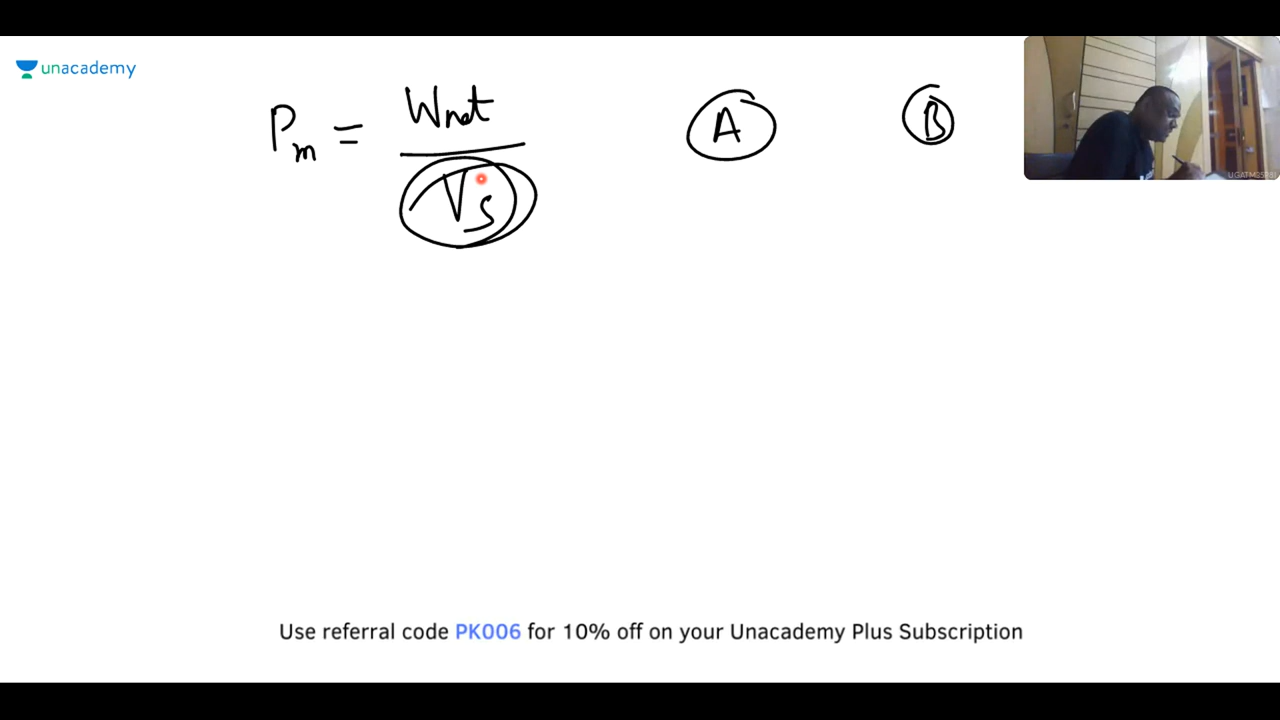 unacademy
Pm = Wnet / Vs
A
B
Use referral code PK006 for 10% off on your Unacademy Plus Subscription